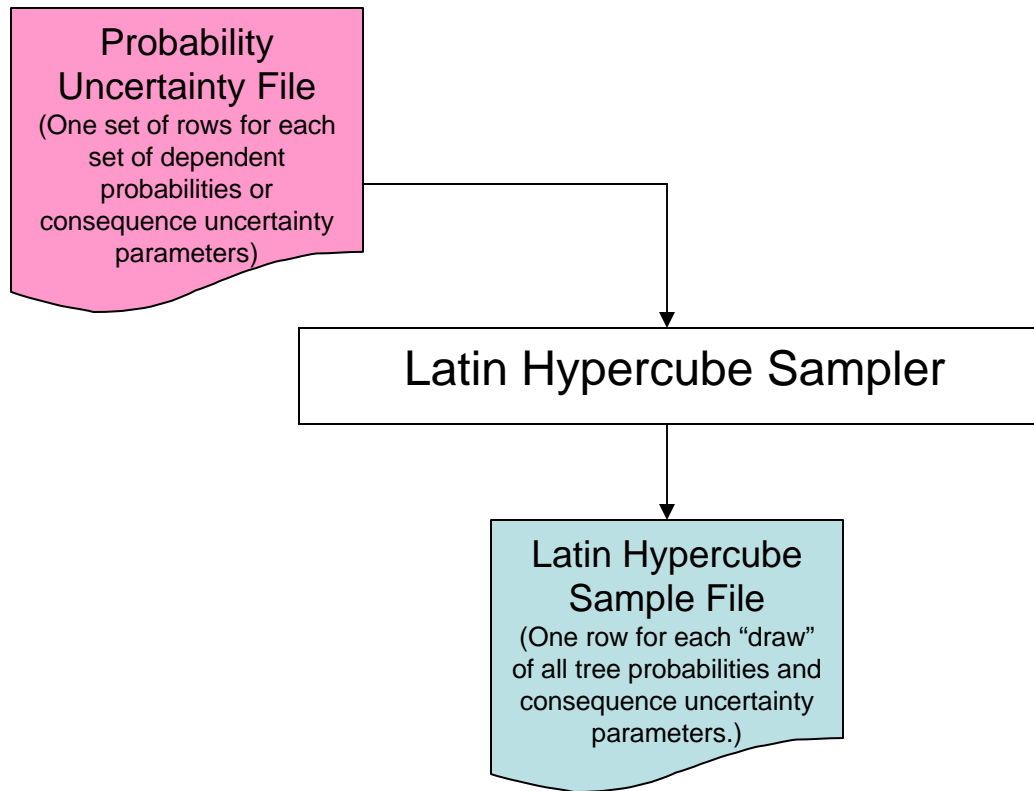 Probability
Uncertainty File
(One set of rows for each
set of dependent
probabilities or
consequence uncertainty
parameters)
Latin Hypercube Sampler
Latin Hypercube
Sample File
(One row for each “draw”
of all tree probabilities and
consequence uncertainty
parameters.)